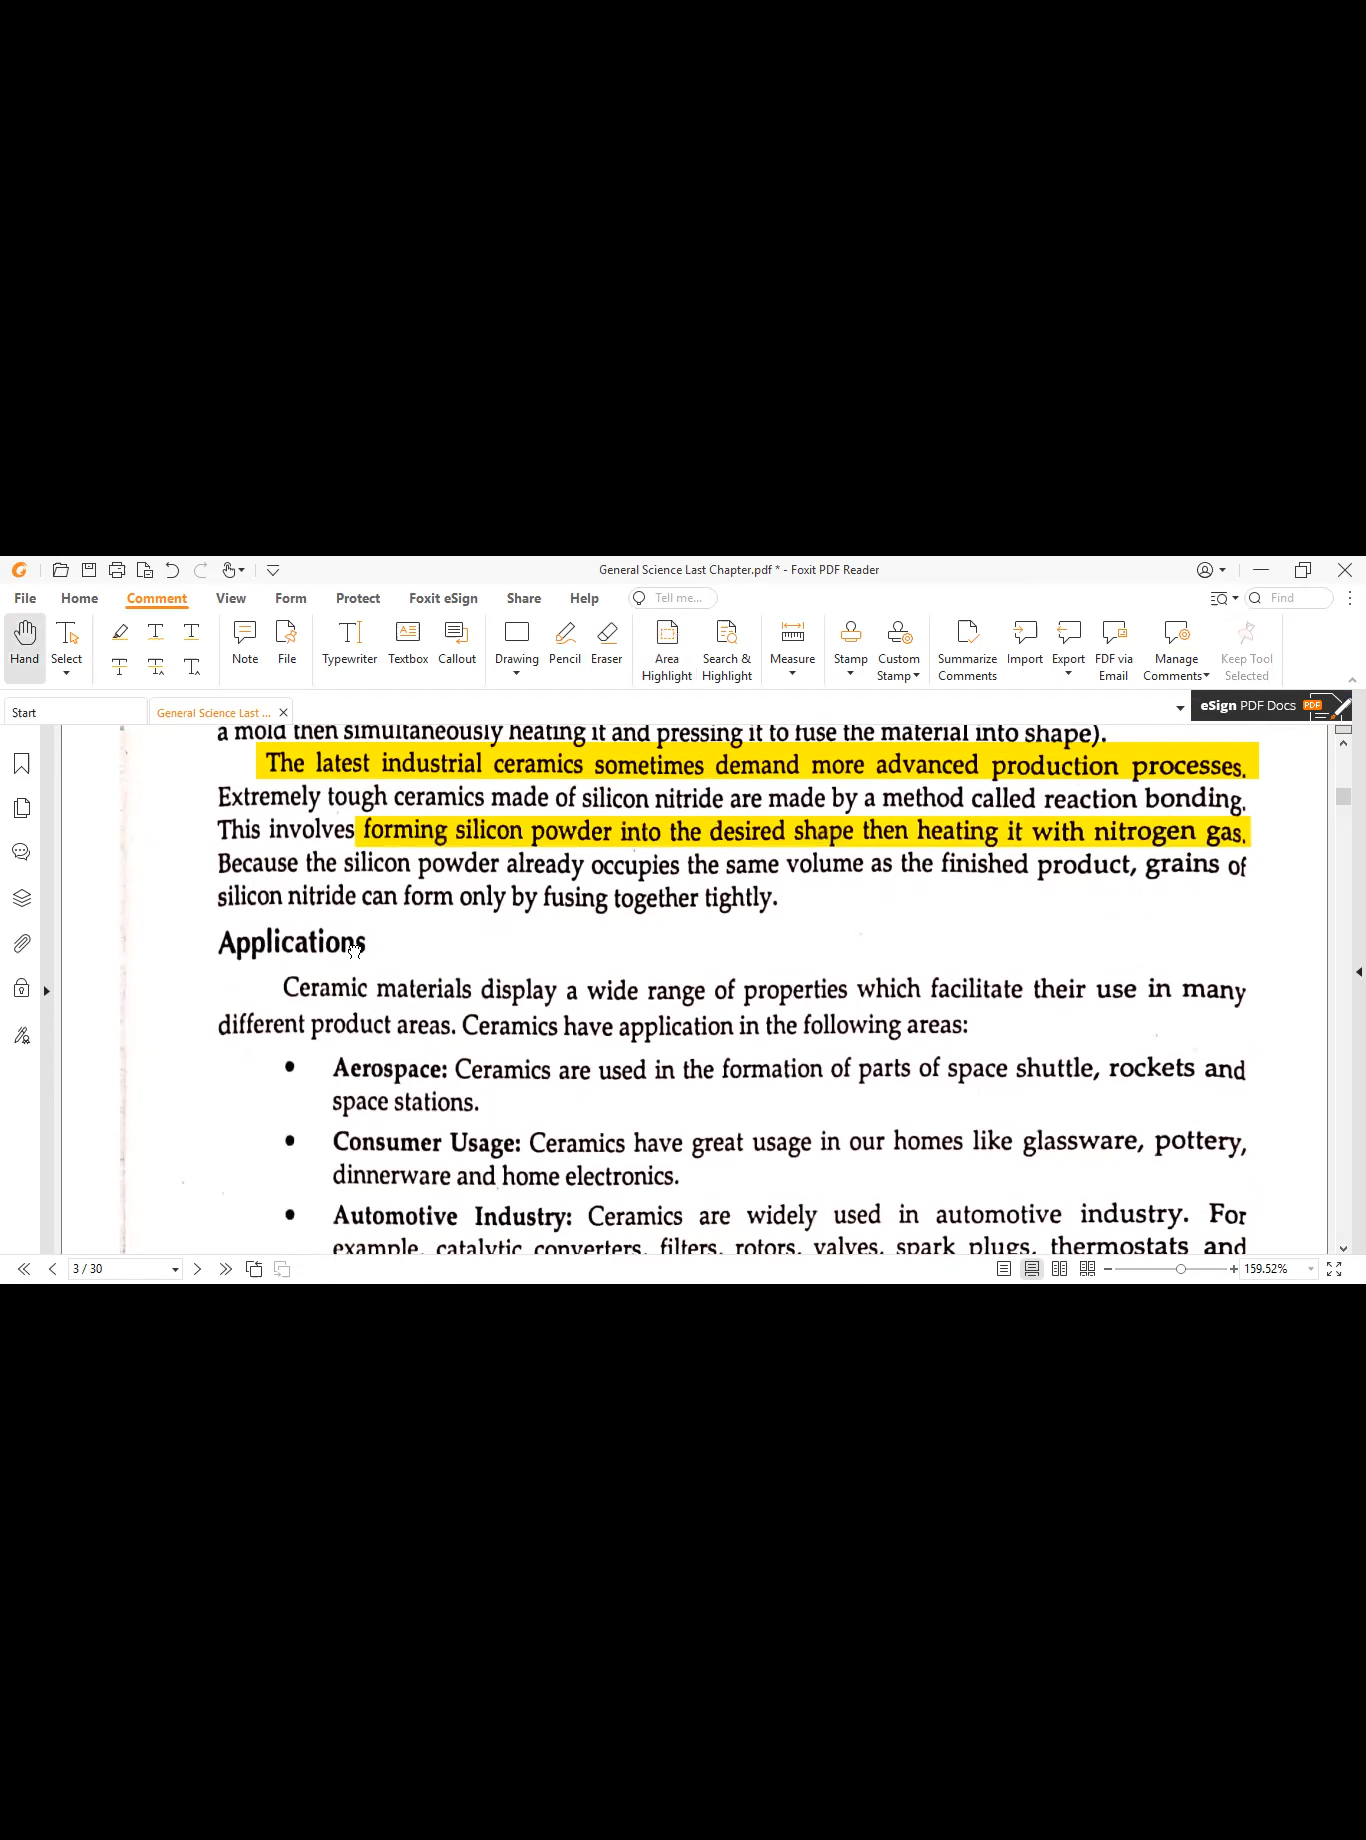 General Science Last Chapter.pdf * - Foxit PDF Reader
File Home Comment View Form Protect Foxit eSign Share Help Tell me... Find
Hand Select Note File Typewriter Textbox Callout Drawing Pencil Eraser Area Highlight Search & Highlight Measure Stamp Custom Stamp Summarize Comments Import Export FDF via Email Manage Comments Keep Tool Selected
Start General Science Last ... eSign PDF Docs PDF
a mold then simultaneously heating it and pressing it to fuse the material into shape).
The latest industrial ceramics sometimes demand more advanced production processes.
Extremely tough ceramics made of silicon nitride are made by a method called reaction bonding.
This involves forming silicon powder into the desired shape then heating it with nitrogen gas.
Because the silicon powder already occupies the same volume as the finished product, grains of
silicon nitride can form only by fusing together tightly.
Applications
Ceramic materials display a wide range of properties which facilitate their use in many
different product areas. Ceramics have application in the following areas:
• Aerospace: Ceramics are used in the formation of parts of space shuttle, rockets and
space stations.
• Consumer Usage: Ceramics have great usage in our homes like glassware, pottery,
dinnerware and home electronics.
• Automotive Industry: Ceramics are widely used in automotive industry. For
example, catalytic converters, filters, rotors, valves, spark plugs, thermostats and
3 / 30 159.52%